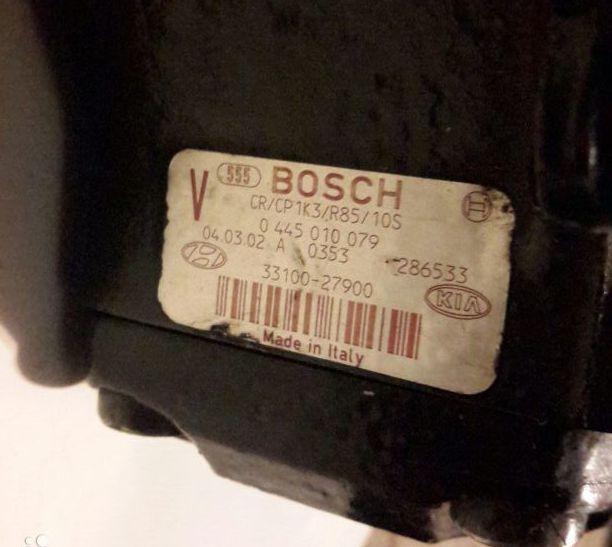 V 555 BOSCH
CR/CP1K3/R85/10S
0 445 010 079
04.03.02 A 0353 286533
33100-27900
KIA
Made in Italy